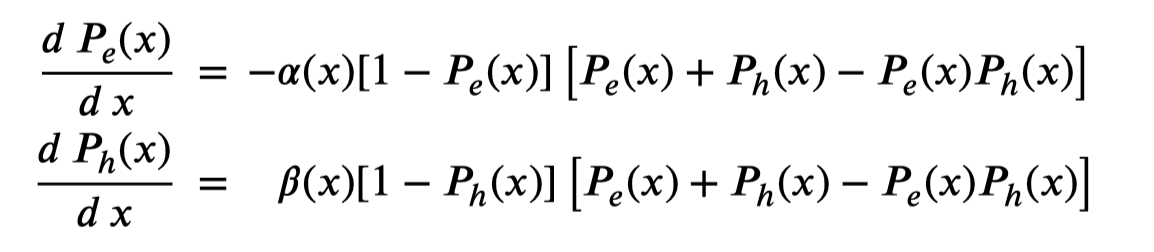 d P_e(x) / d x = −α(x)[1 − P_e(x)] [P_e(x) + P_h(x) − P_e(x)P_h(x)]
d P_h(x) / d x = β(x)[1 − P_h(x)] [P_e(x) + P_h(x) − P_e(x)P_h(x)]